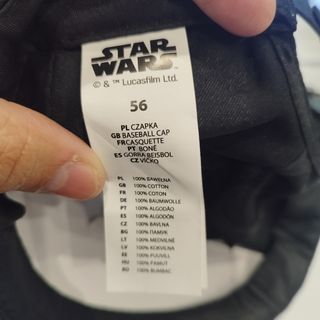 STAR
WARS
© & ™ Lucasfilm Ltd.
56
PL CZAPKA
GB BASEBALL CAP
FR CASQUETTE
PT BONÉ
ES GORRA BEISBOL
CZ VÍČKO
PL 100% BAWEŁNA
GB 100% COTTON
FR 100% COTTON
DE 100% BAUMWOLLE
PT 100% ALGODÃO
ES 100% ALGODÓN
CZ 100% BAVLNA
BG 100% ПАМУК
LT 100% MEDVILNĖ
LV 100% KOKVILNA
EE 100% PUUVILL
HU 100% PAMUT
RO 100% BUMBAC